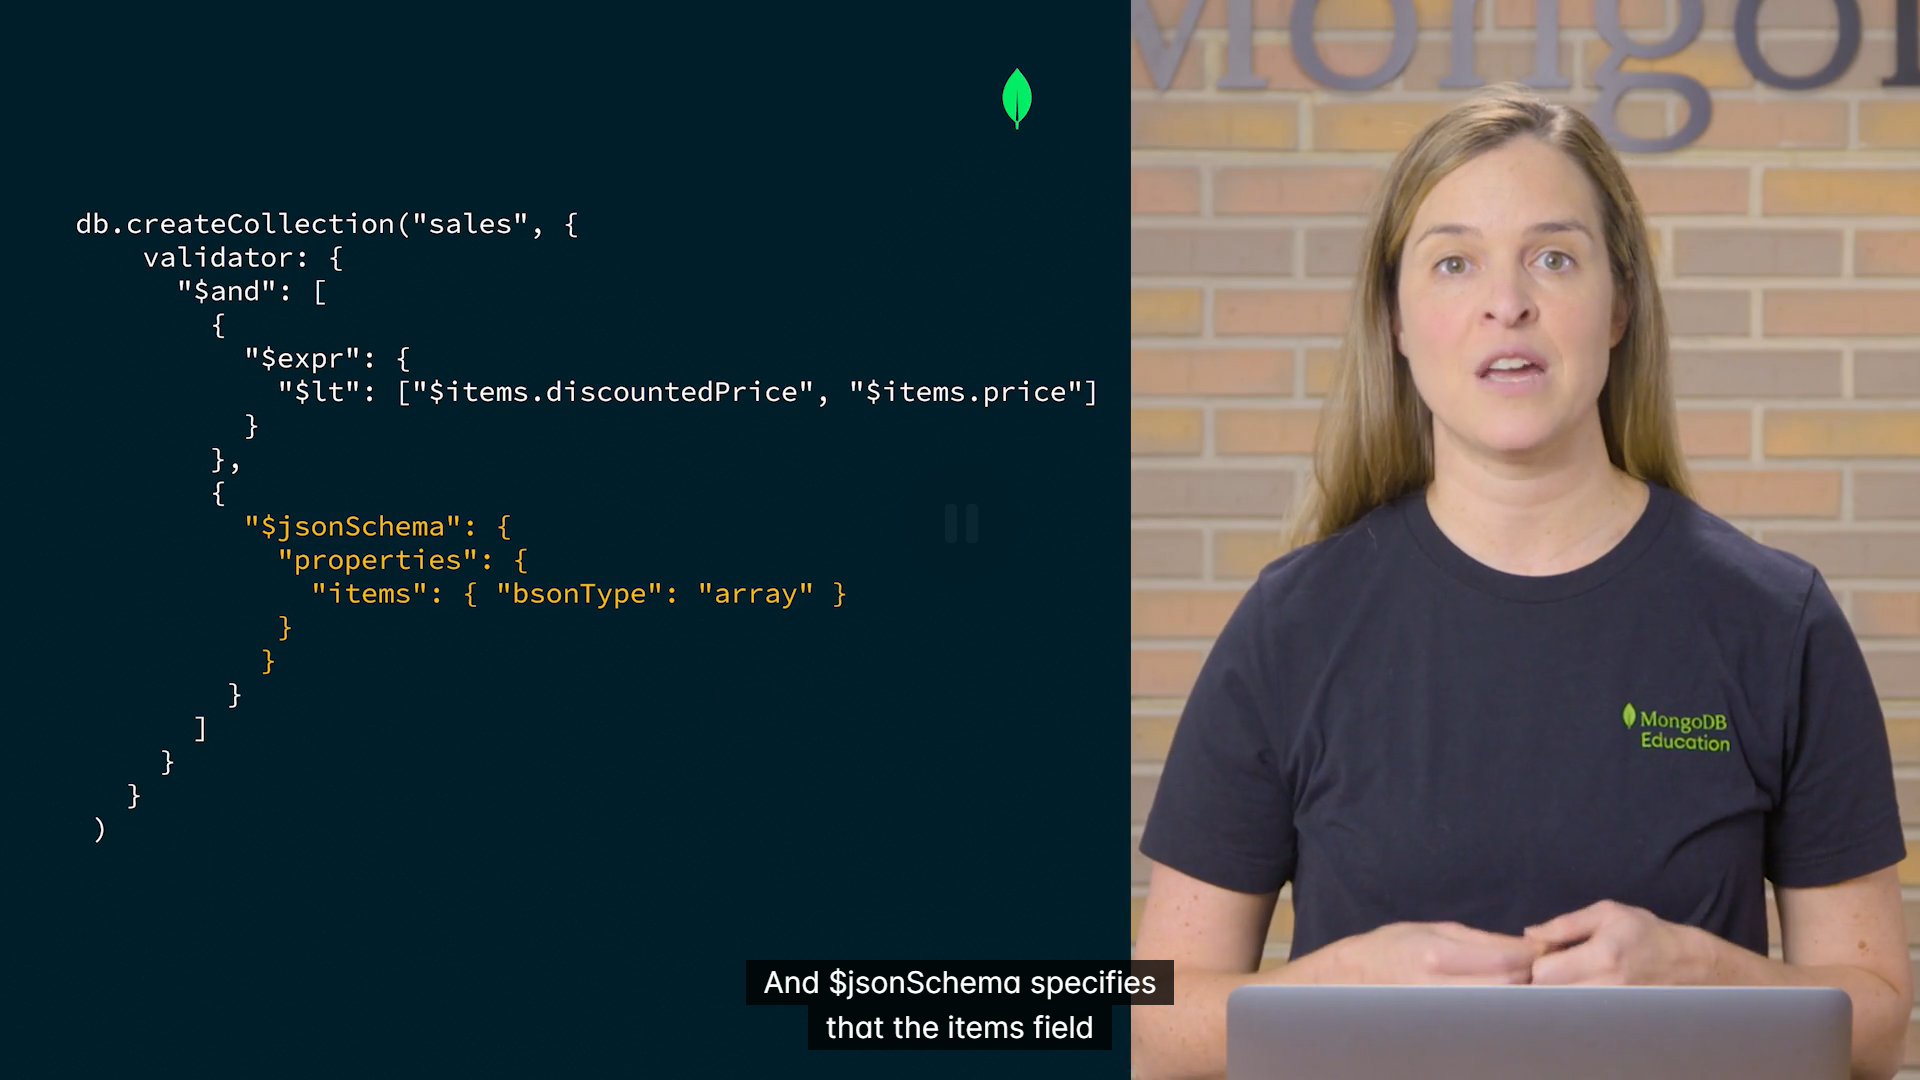 MongoD
db.createCollection("sales", {
validator: {
"$and": [
{
"$expr": {
"$lt": ["$items.discountedPrice", "$items.price"]
}
},
{
"$jsonSchema": {
"properties": {
"items": { "bsonType": "array" }
}
}
}
]
}
}
)
MongoDB
Education
And $jsonSchema specifies
that the items field